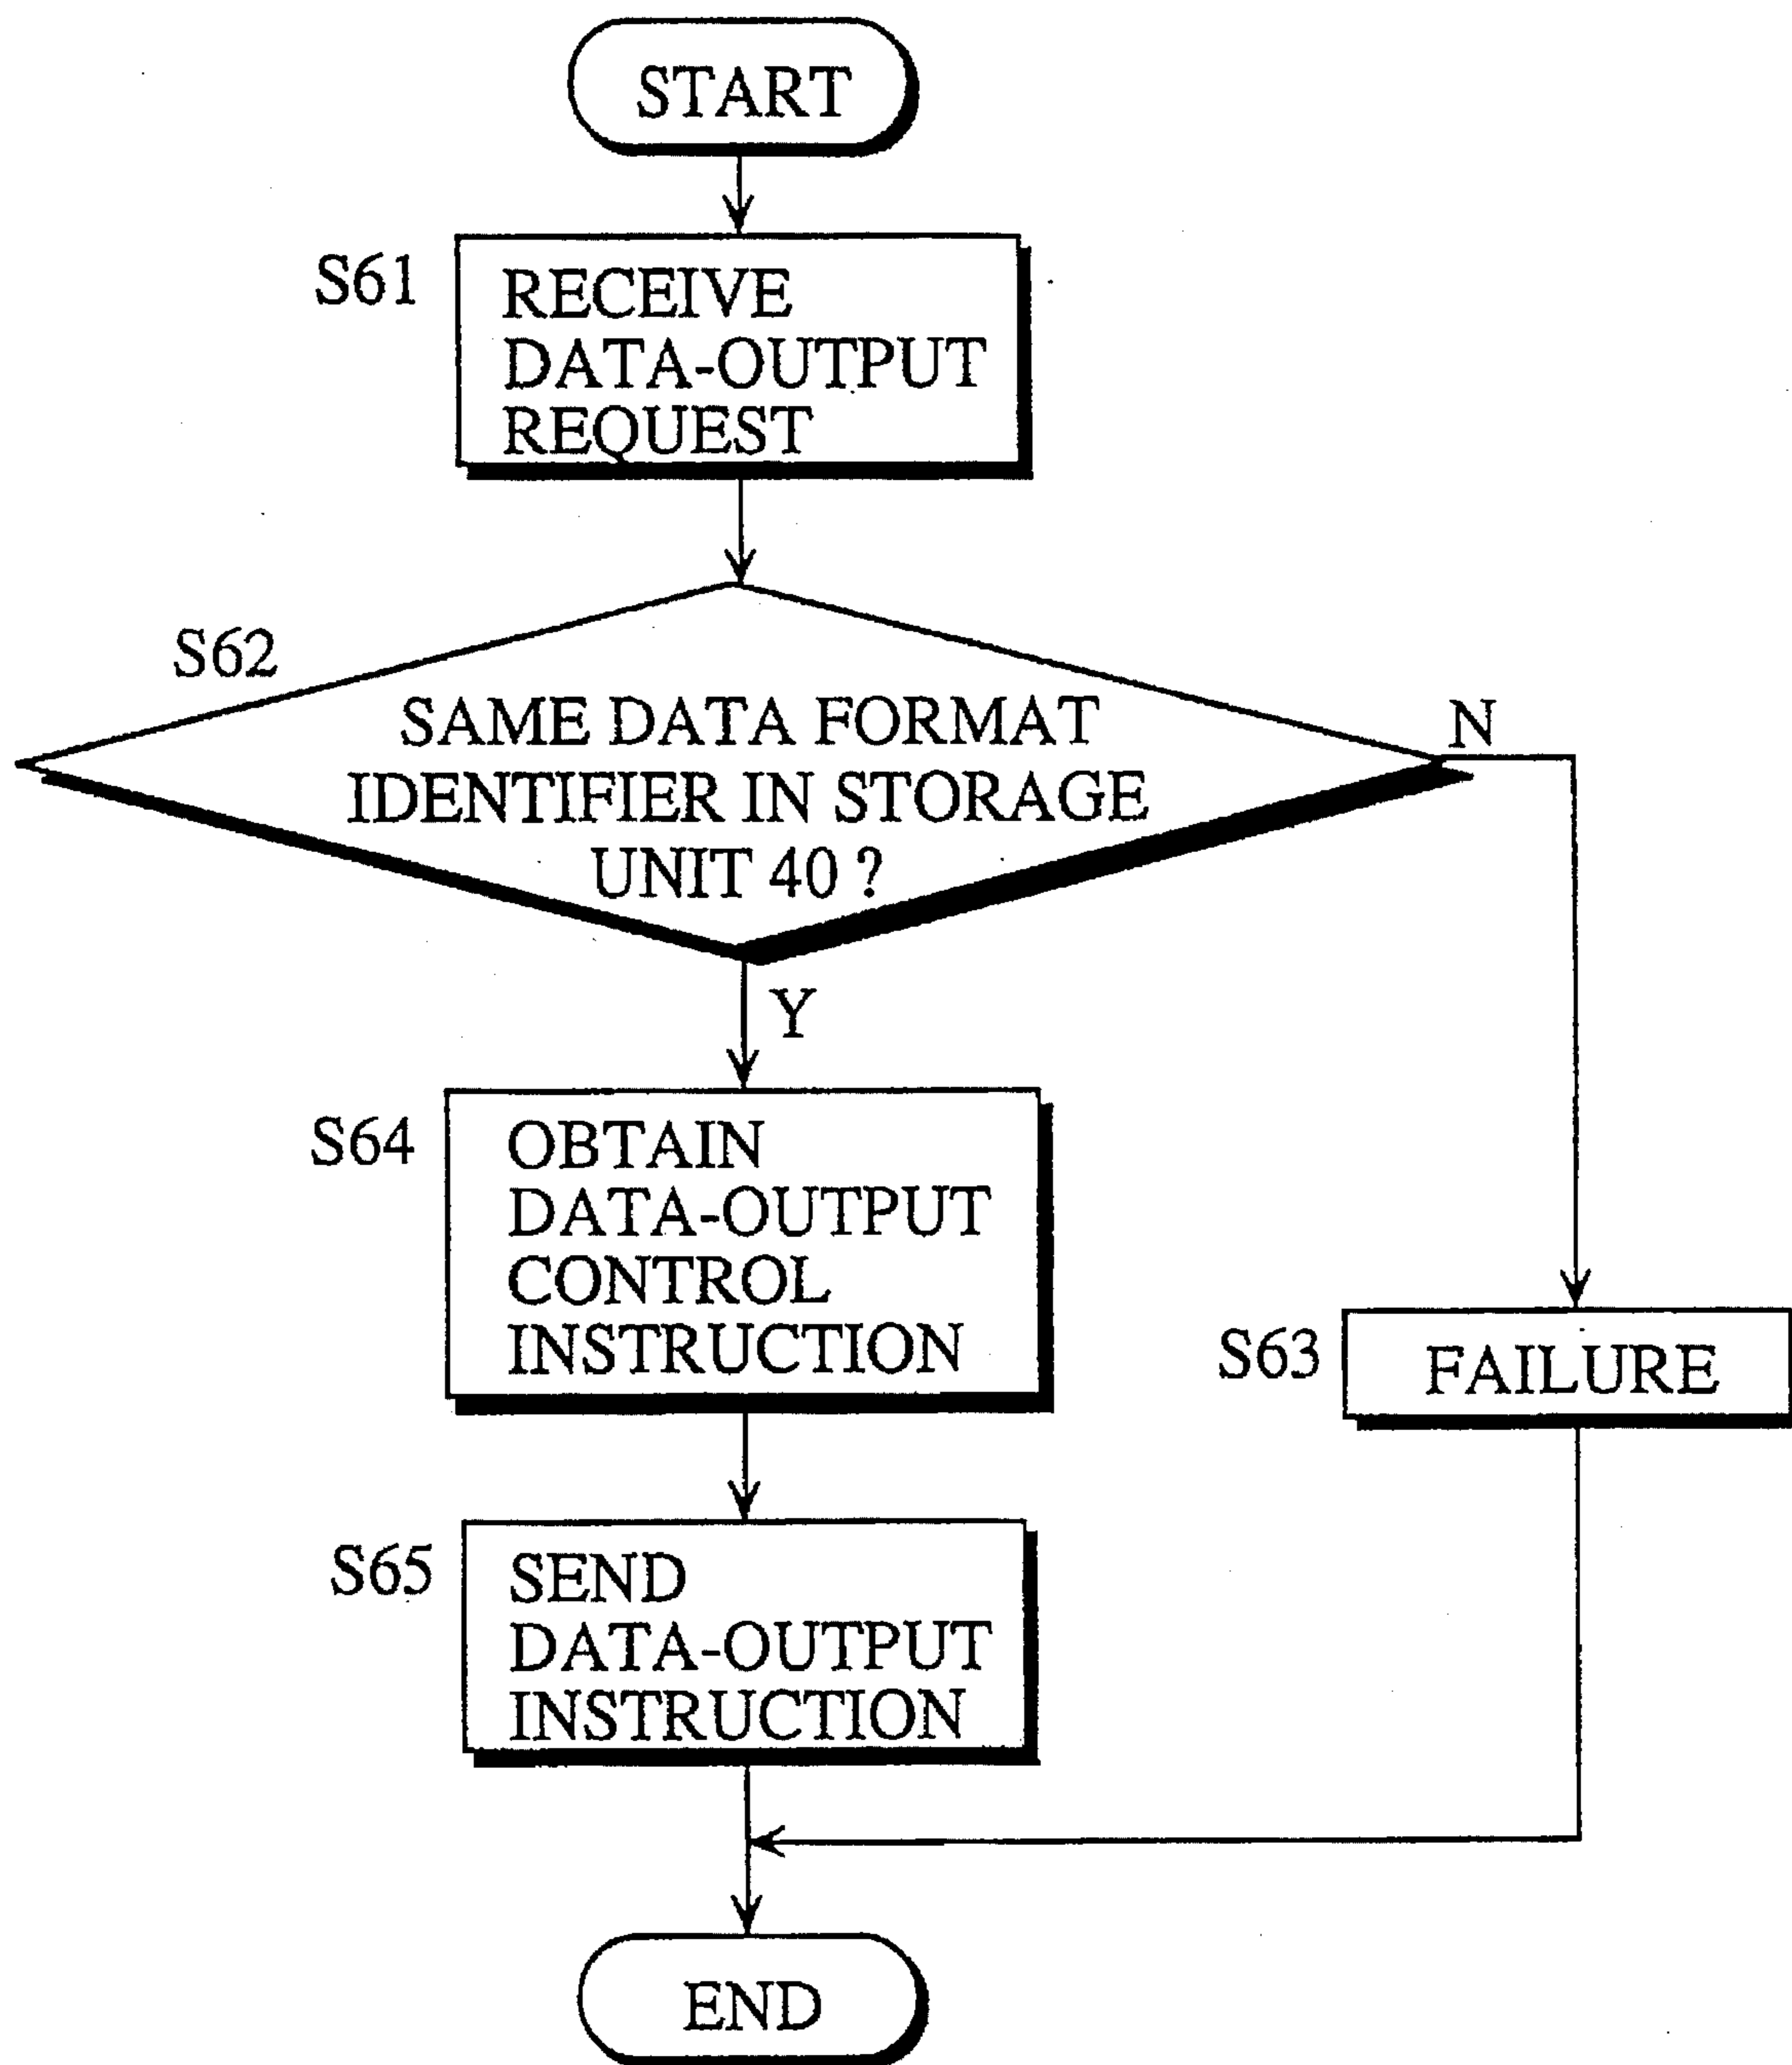 START
S61
RECEIVE
DATA-OUTPUT
REQUEST
S62
SAME DATA FORMAT
IDENTIFIER IN STORAGE
UNIT 40 ?
N
Y
S64
OBTAIN
DATA-OUTPUT
CONTROL
INSTRUCTION
S63
FAILURE
S65
SEND
DATA-OUTPUT
INSTRUCTION
END